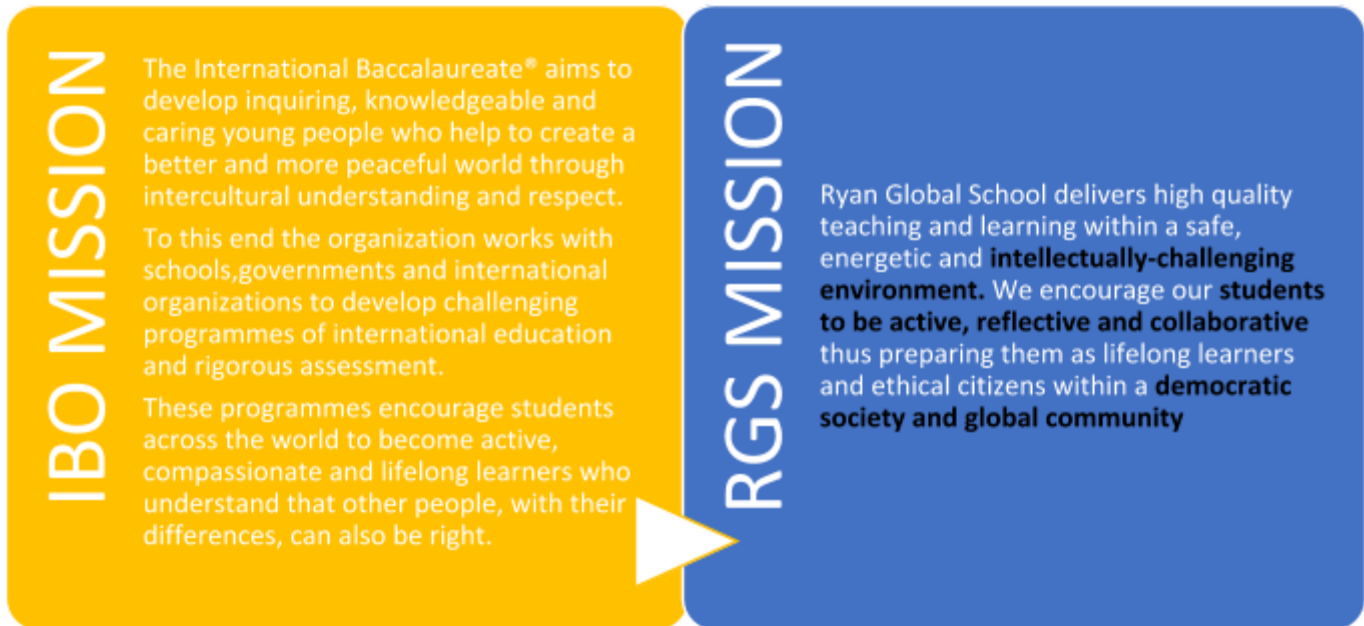 IBO MISSION
The International Baccalaureate® aims to
develop inquiring, knowledgeable and
caring young people who help to create a
better and more peaceful world through
intercultural understanding and respect.
To this end the organization works with
schools,governments and international
organizations to develop challenging
programmes of international education
and rigorous assessment.
These programmes encourage students
across the world to become active,
compassionate and lifelong learners who
understand that other people, with their
differences, can also be right.
RGS MISSION
Ryan Global School delivers high quality
teaching and learning within a safe,
energetic and intellectually-challenging
environment. We encourage our students
to be active, reflective and collaborative
thus preparing them as lifelong learners
and ethical citizens within a democratic
society and global community